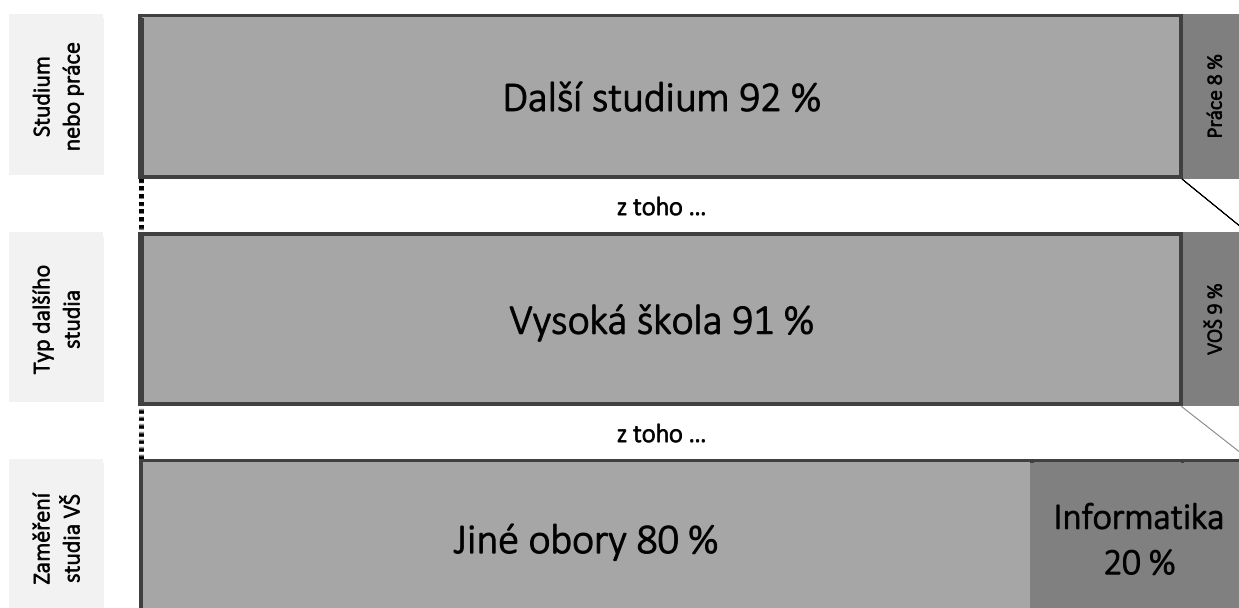 Studium
nebo práce
Další studium 92 %
Práce 8 %
z toho ...
Typ dalšího
studia
Vysoká škola 91 %
VOŠ 9 %
z toho ...
Zaměření
studia VŠ
Jiné obory 80 %
Informatika
20 %